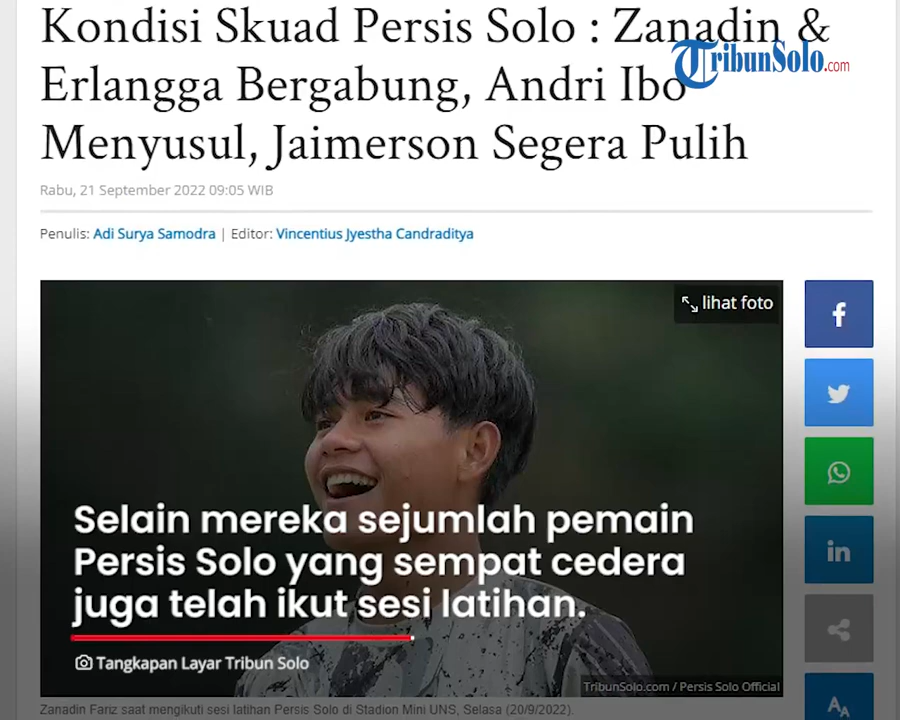 Kondisi Skuad Persis Solo : Zanadin &
TribunSolo.com
Erlangga Bergabung, Andri Ibo
Menyusul, Jaimerson Segera Pulih
Rabu, 21 September 2022 09:05 WIB
Penulis: Adi Surya Samodra | Editor: Vincentius Jyestha Candraditya
lihat foto
Selain mereka sejumlah pemain
Persis Solo yang sempat cedera
juga telah ikut sesi latihan.
Tangkapan Layar Tribun Solo
TribunSolo.com / Persis Solo Official
Zanadin Fariz saat mengikuti sesi latihan Persis Solo di Stadion Mini UNS, Selasa (20/9/2022).
f
in
AA